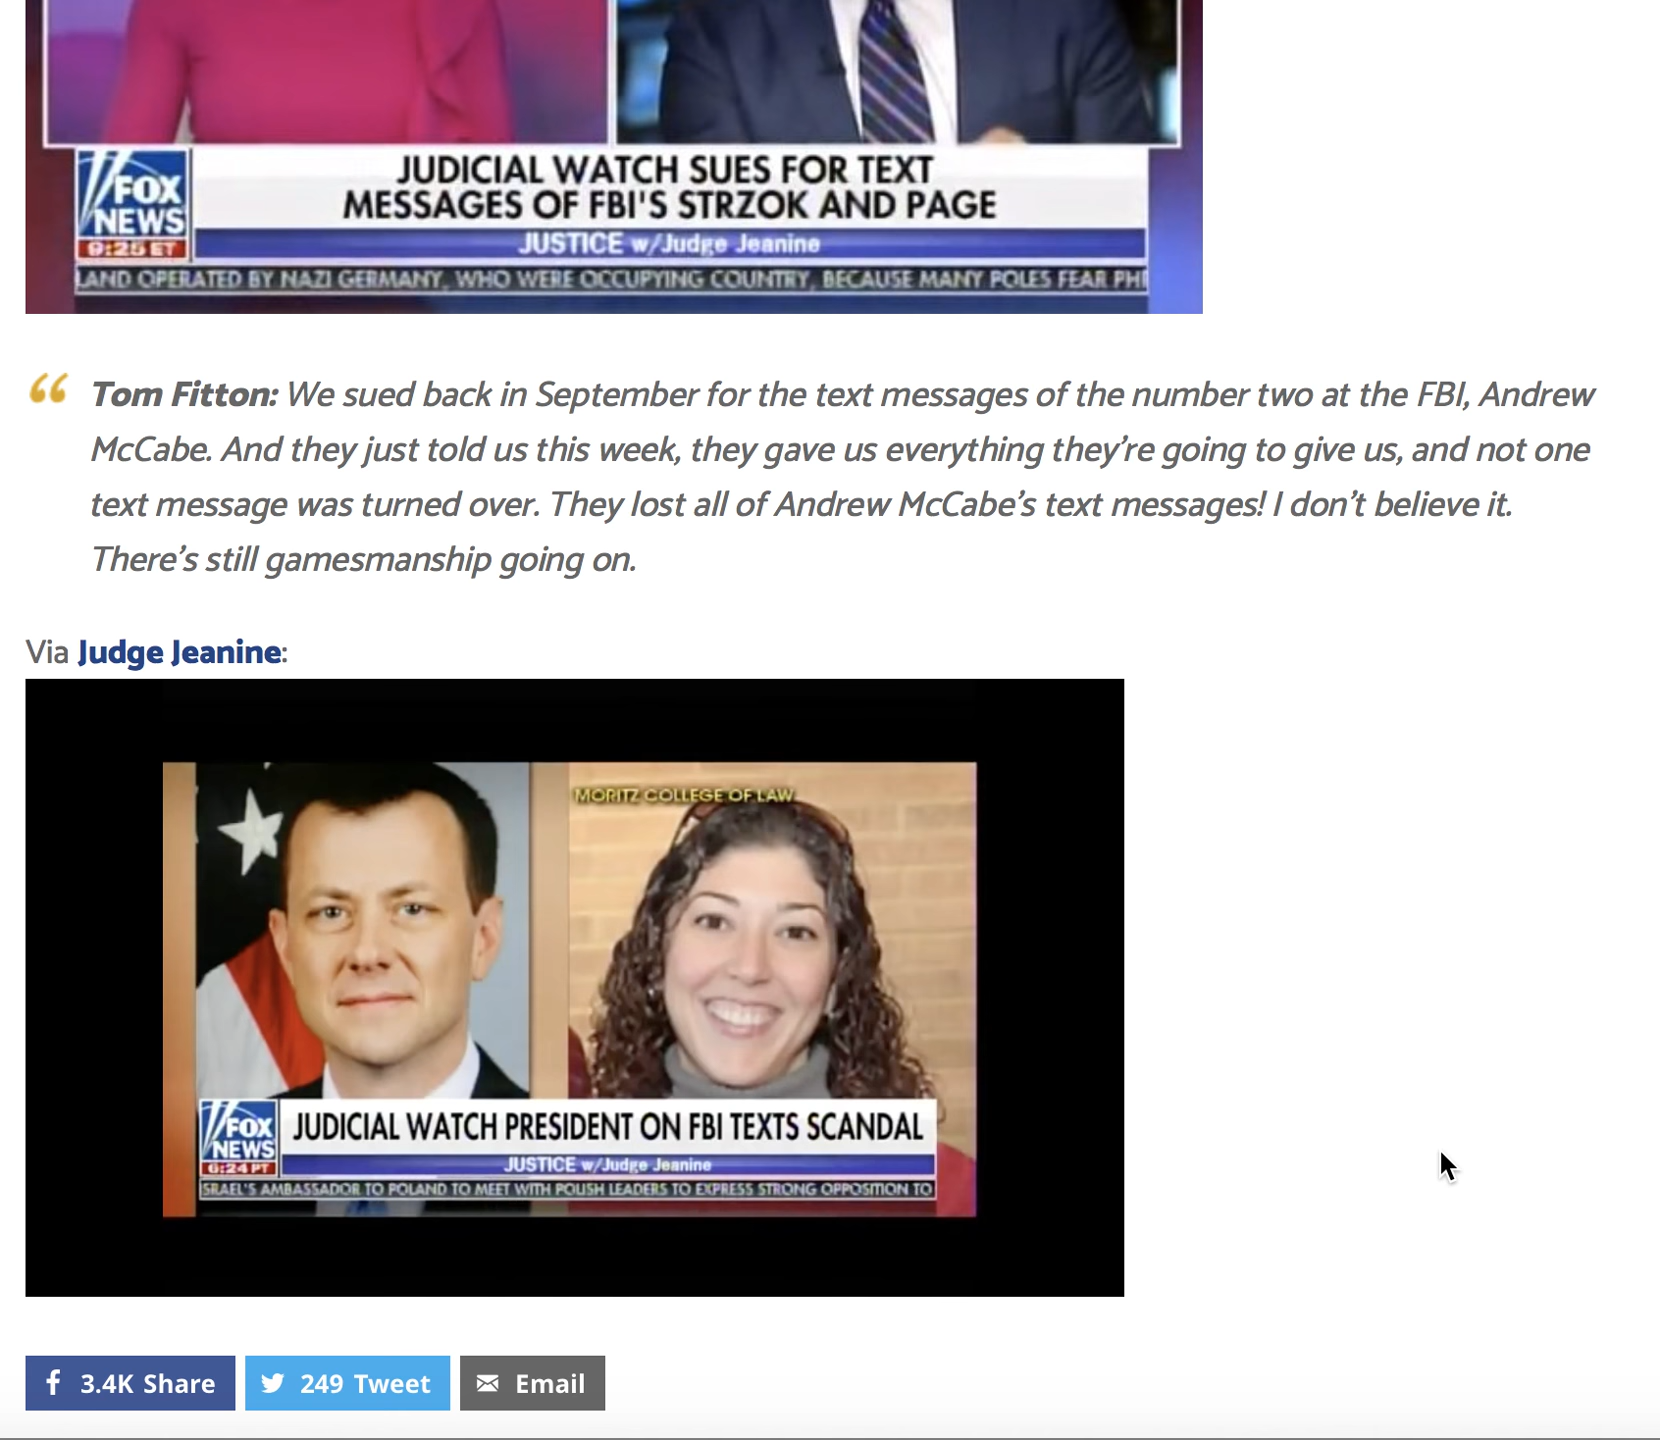 JUDICIAL WATCH SUES FOR TEXT
MESSAGES OF FBI'S STRZOK AND PAGE
FOX
NEWS
9:25 ET
JUSTICE w/Judge Jeanine
LAND OPERATED BY NAZI GERMANY, WHO WERE OCCUPYING COUNTRY, BECAUSE MANY POLES FEAR PH
“ Tom Fitton: We sued back in September for the text messages of the number two at the FBI, Andrew
McCabe. And they just told us this week, they gave us everything they’re going to give us, and not one
text message was turned over. They lost all of Andrew McCabe’s text messages! I don’t believe it.
There’s still gamesmanship going on.
Via Judge Jeanine:
MORITZ COLLEGE OF LAW
FOX
NEWS
6:24 PT
JUDICIAL WATCH PRESIDENT ON FBI TEXTS SCANDAL
JUSTICE w/Judge Jeanine
SRAEL'S AMBASSADOR TO POLAND TO MEET WITH POLISH LEADERS TO EXPRESS STRONG OPPOSITION TO
3.4K Share
249 Tweet
Email